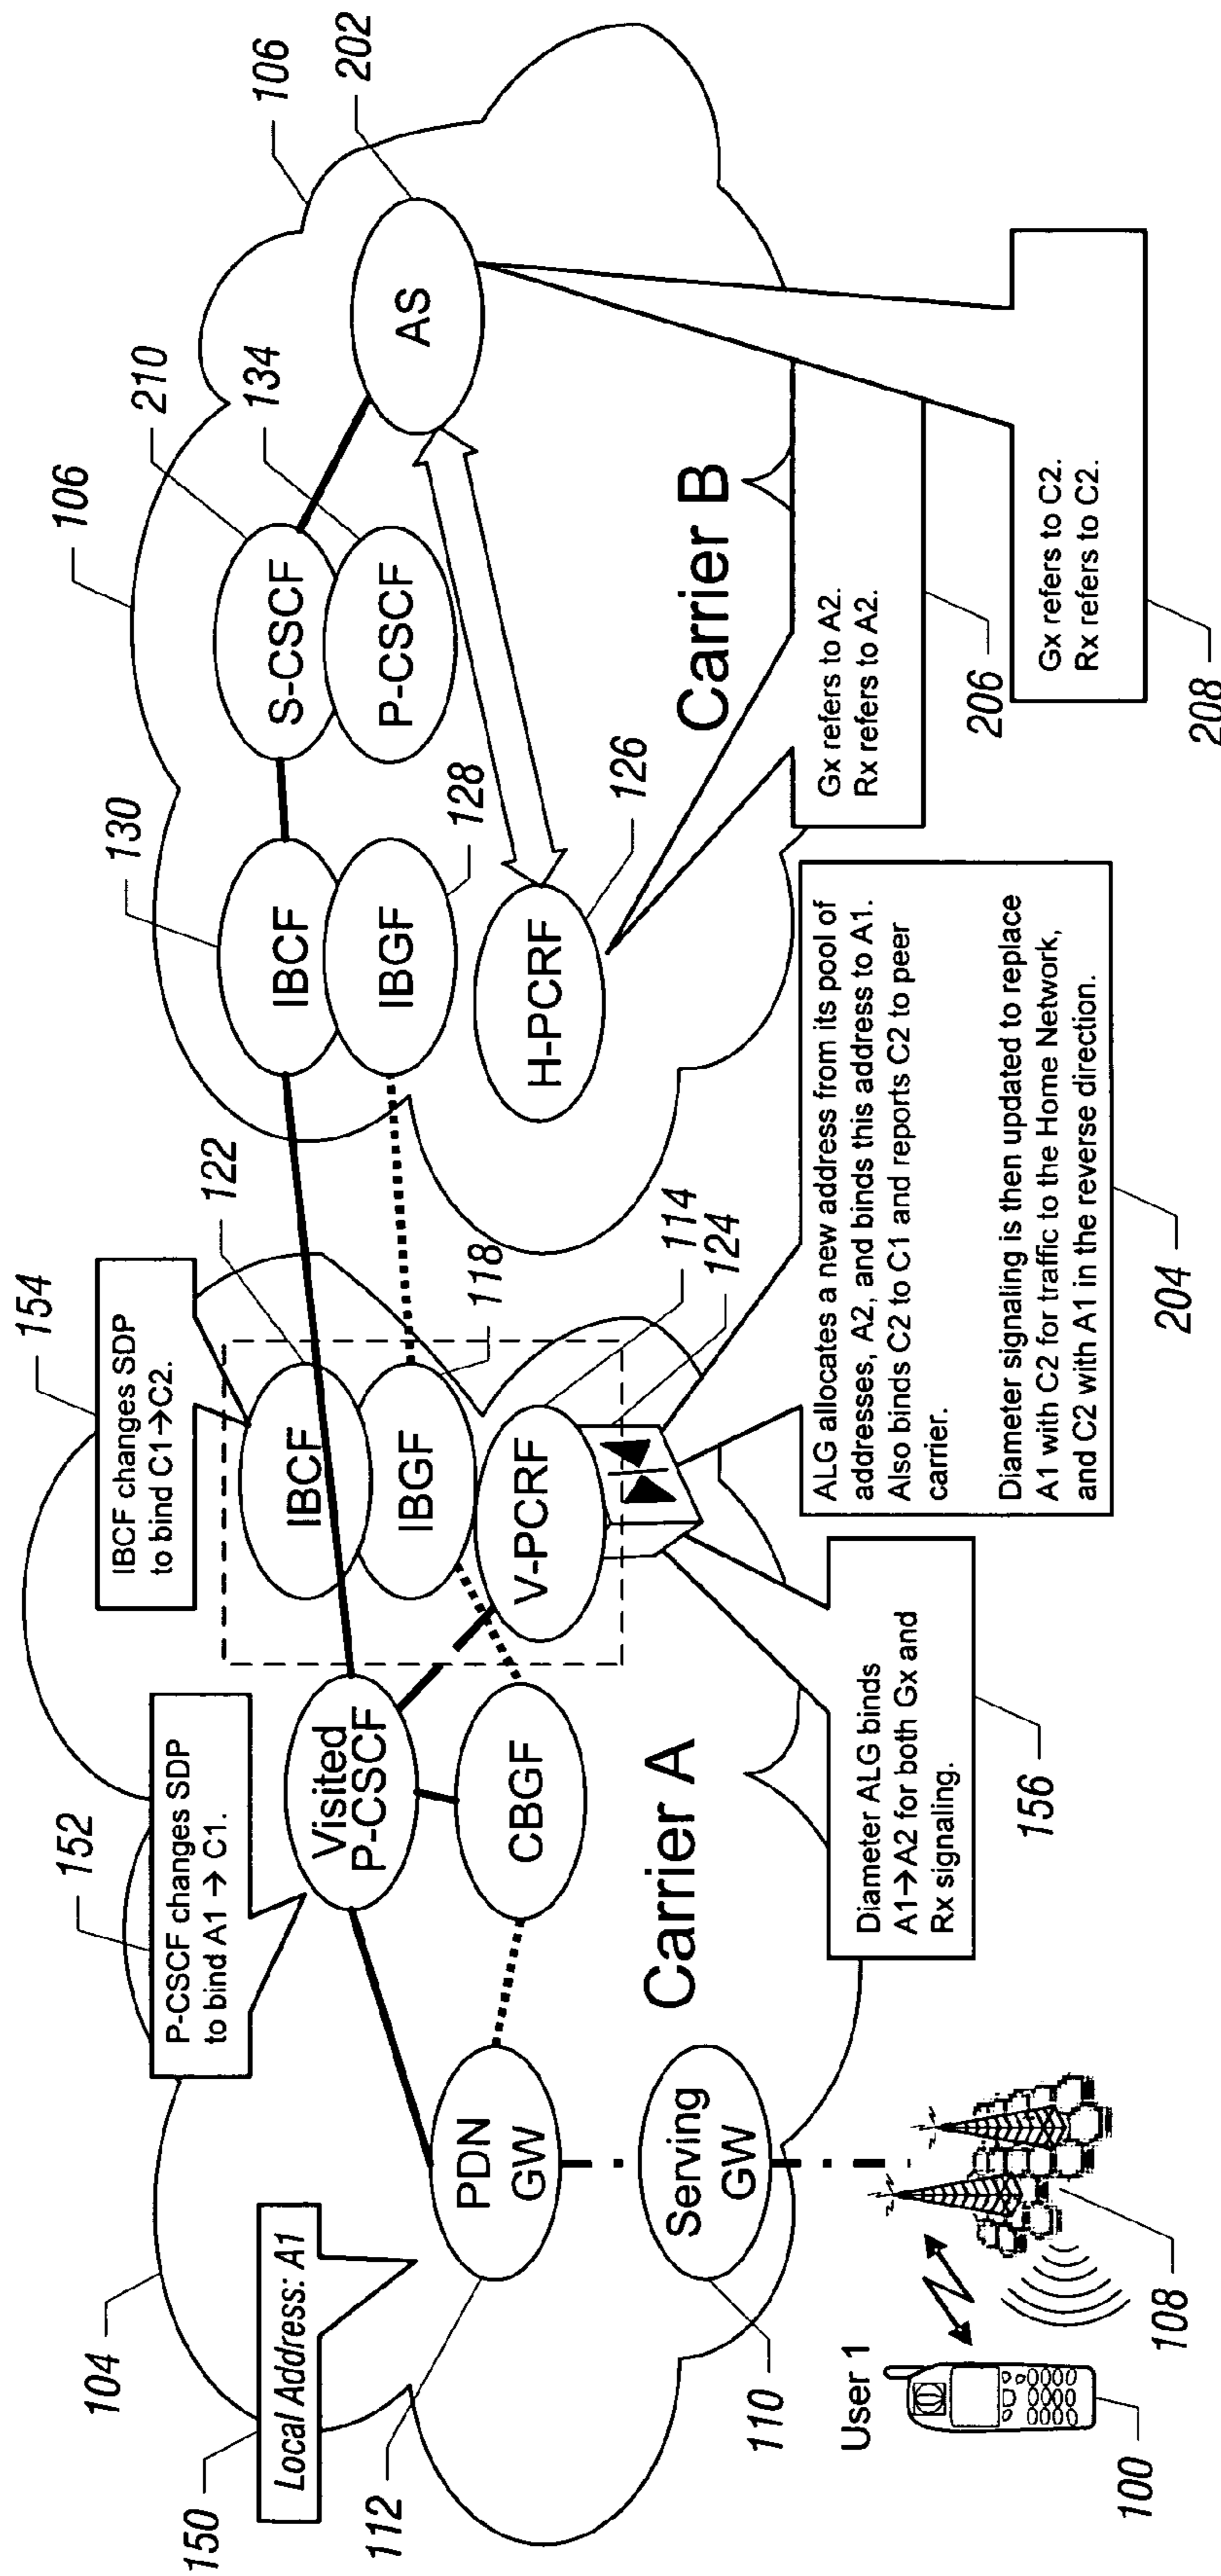 104
150
Local Address: A1
112
PDN
GW
Serving
GW
110
User 1
100
108
152
P-CSCF changes SDP
to bind A1 → C1.
Visited
P-CSCF
CBGF
Carrier A
Diameter ALG binds
A1→A2 for both Gx and
Rx signaling.
156
154
IBCF changes SDP
to bind C1→C2.
122
IBCF
IBGF
118
V-PCRF
114
124
ALG allocates a new address from its pool of
addresses, A2, and binds this address to A1.
Also binds C2 to C1 and reports C2 to peer
carrier.
Diameter signaling is then updated to replace
A1 with C2 for traffic to the Home Network,
and C2 with A1 in the reverse direction.
204
130
IBCF
IBGF
128
H-PCRF
126
106
210
S-CSCF
P-CSCF
134
106
202
AS
Carrier B
Gx refers to A2.
Rx refers to A2.
206
Gx refers to C2.
Rx refers to C2.
208